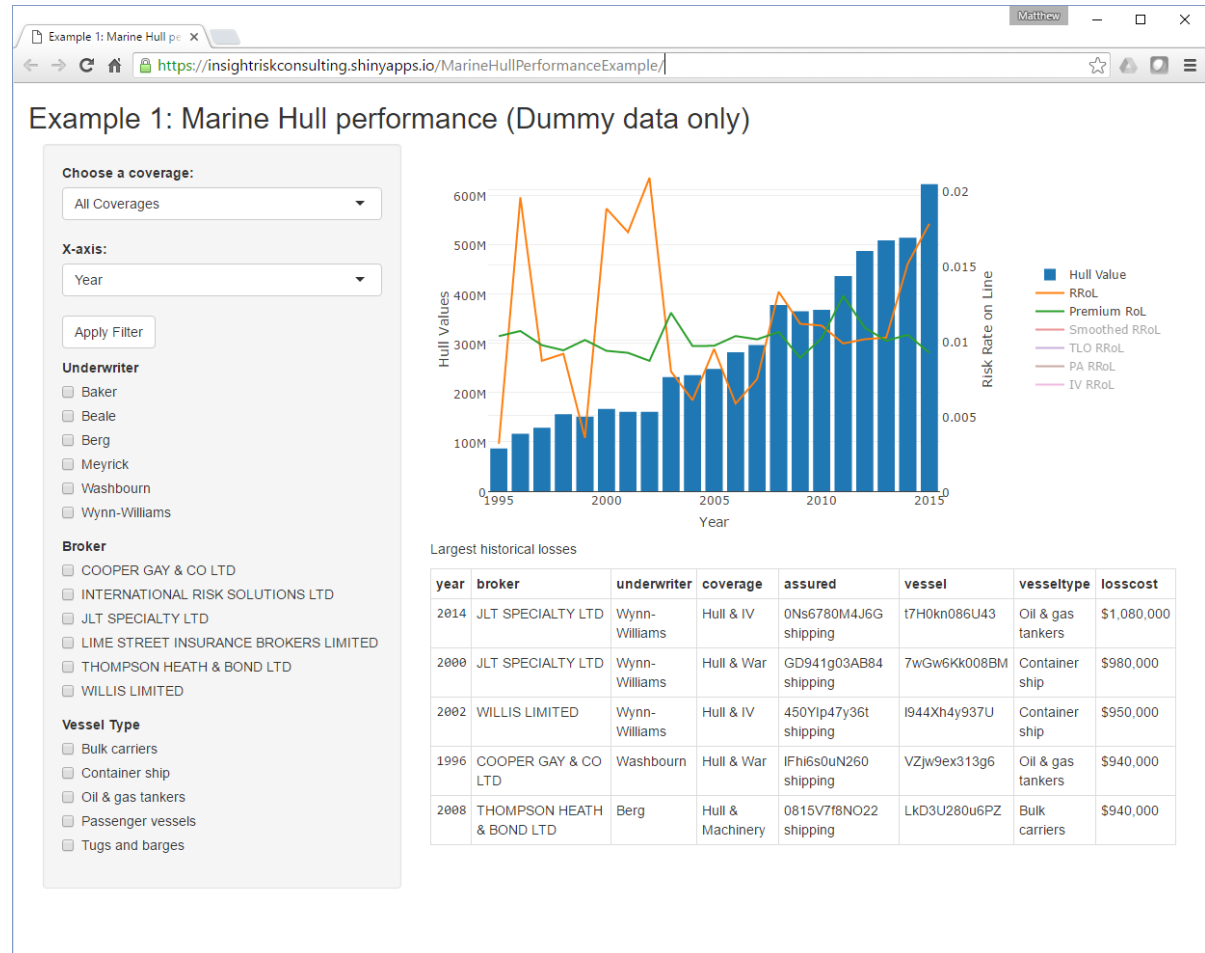 Matthew
Example 1: Marine Hull pe
https://insightriskconsulting.shinyapps.io/MarineHullPerformanceExample/
Example 1: Marine Hull performance (Dummy data only)
Choose a coverage:
All Coverages
X-axis:
Year
Apply Filter
Underwriter
Baker
Beale
Berg
Meyrick
Washbourn
Wynn-Williams
Broker
COOPER GAY & CO LTD
INTERNATIONAL RISK SOLUTIONS LTD
JLT SPECIALTY LTD
LIME STREET INSURANCE BROKERS LIMITED
THOMPSON HEATH & BOND LTD
WILLIS LIMITED
Vessel Type
Bulk carriers
Container ship
Oil & gas tankers
Passenger vessels
Tugs and barges
Hull Values
600M
500M
400M
300M
200M
100M
0
1995 2000 2005 2010 2015
Year
0.02
0.015
0.01
0.005
0
Risk Rate on Line
Hull Value
RRoL
Premium RoL
Smoothed RRoL
TLO RRoL
PA RRoL
IV RRoL
Largest historical losses
year broker underwriter coverage assured vessel vesseltype losscost
2014 JLT SPECIALTY LTD Wynn- Hull & IV 0Ns6780M4J6G t7H0kn086U43 Oil & gas $1,080,000
Williams shipping tankers
2000 JLT SPECIALTY LTD Wynn- Hull & War GD941g03AB84 7wGw6Kk008BM Container $980,000
Williams shipping ship
2002 WILLIS LIMITED Wynn- Hull & IV 450YIp47y36t I944Xh4y937U Container $950,000
Williams shipping ship
1996 COOPER GAY & CO Washbourn Hull & War IFhi6s0uN260 VZjw9ex313g6 Oil & gas $940,000
LTD shipping tankers
2008 THOMPSON HEATH Berg Hull & 0815V7f8NO22 LkD3U280u6PZ Bulk $940,000
& BOND LTD Machinery shipping carriers